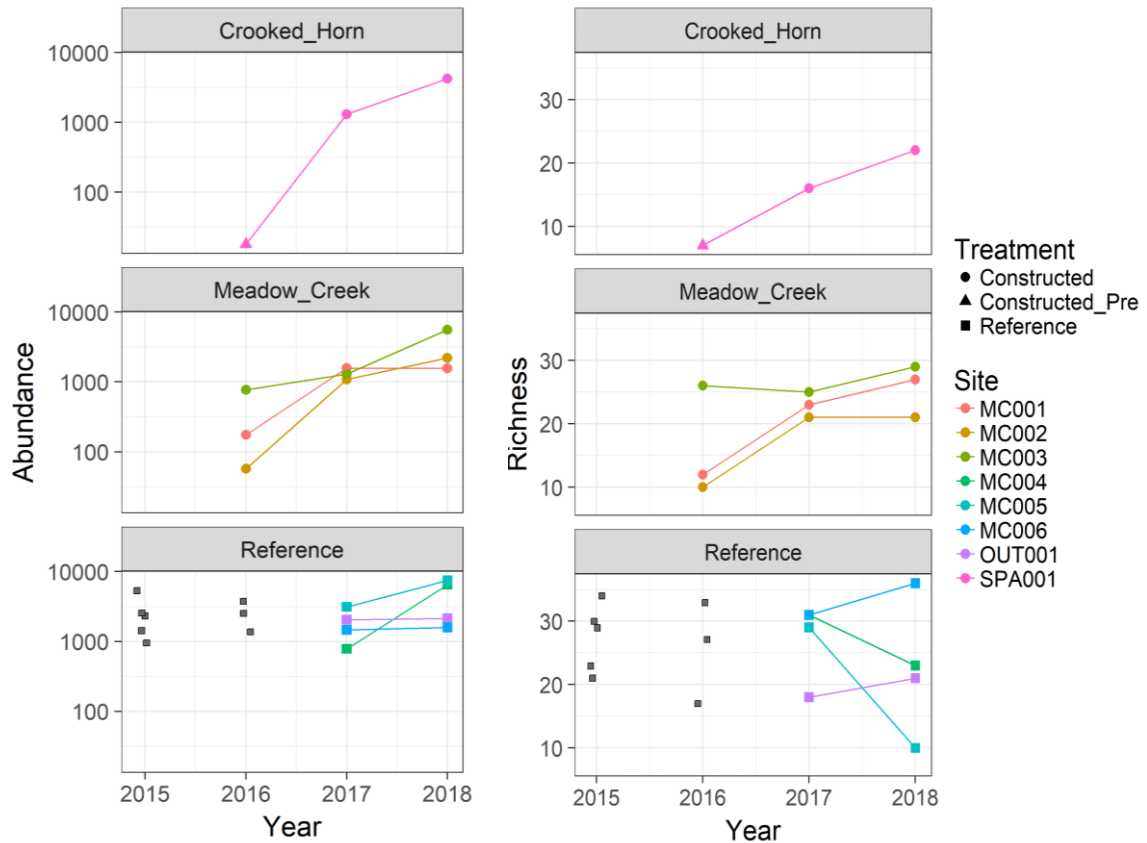 Crooked_Horn
10000
1000
100
Meadow_Creek
10000
1000
100
Reference
10000
1000
100
2015 2016 2017 2018
Year
Abundance
Crooked_Horn
30
20
10
Meadow_Creek
30
20
10
Reference
30
20
10
2015 2016 2017 2018
Year
Richness
Treatment
Constructed
Constructed_Pre
Reference
Site
MC001
MC002
MC003
MC004
MC005
MC006
OUT001
SPA001